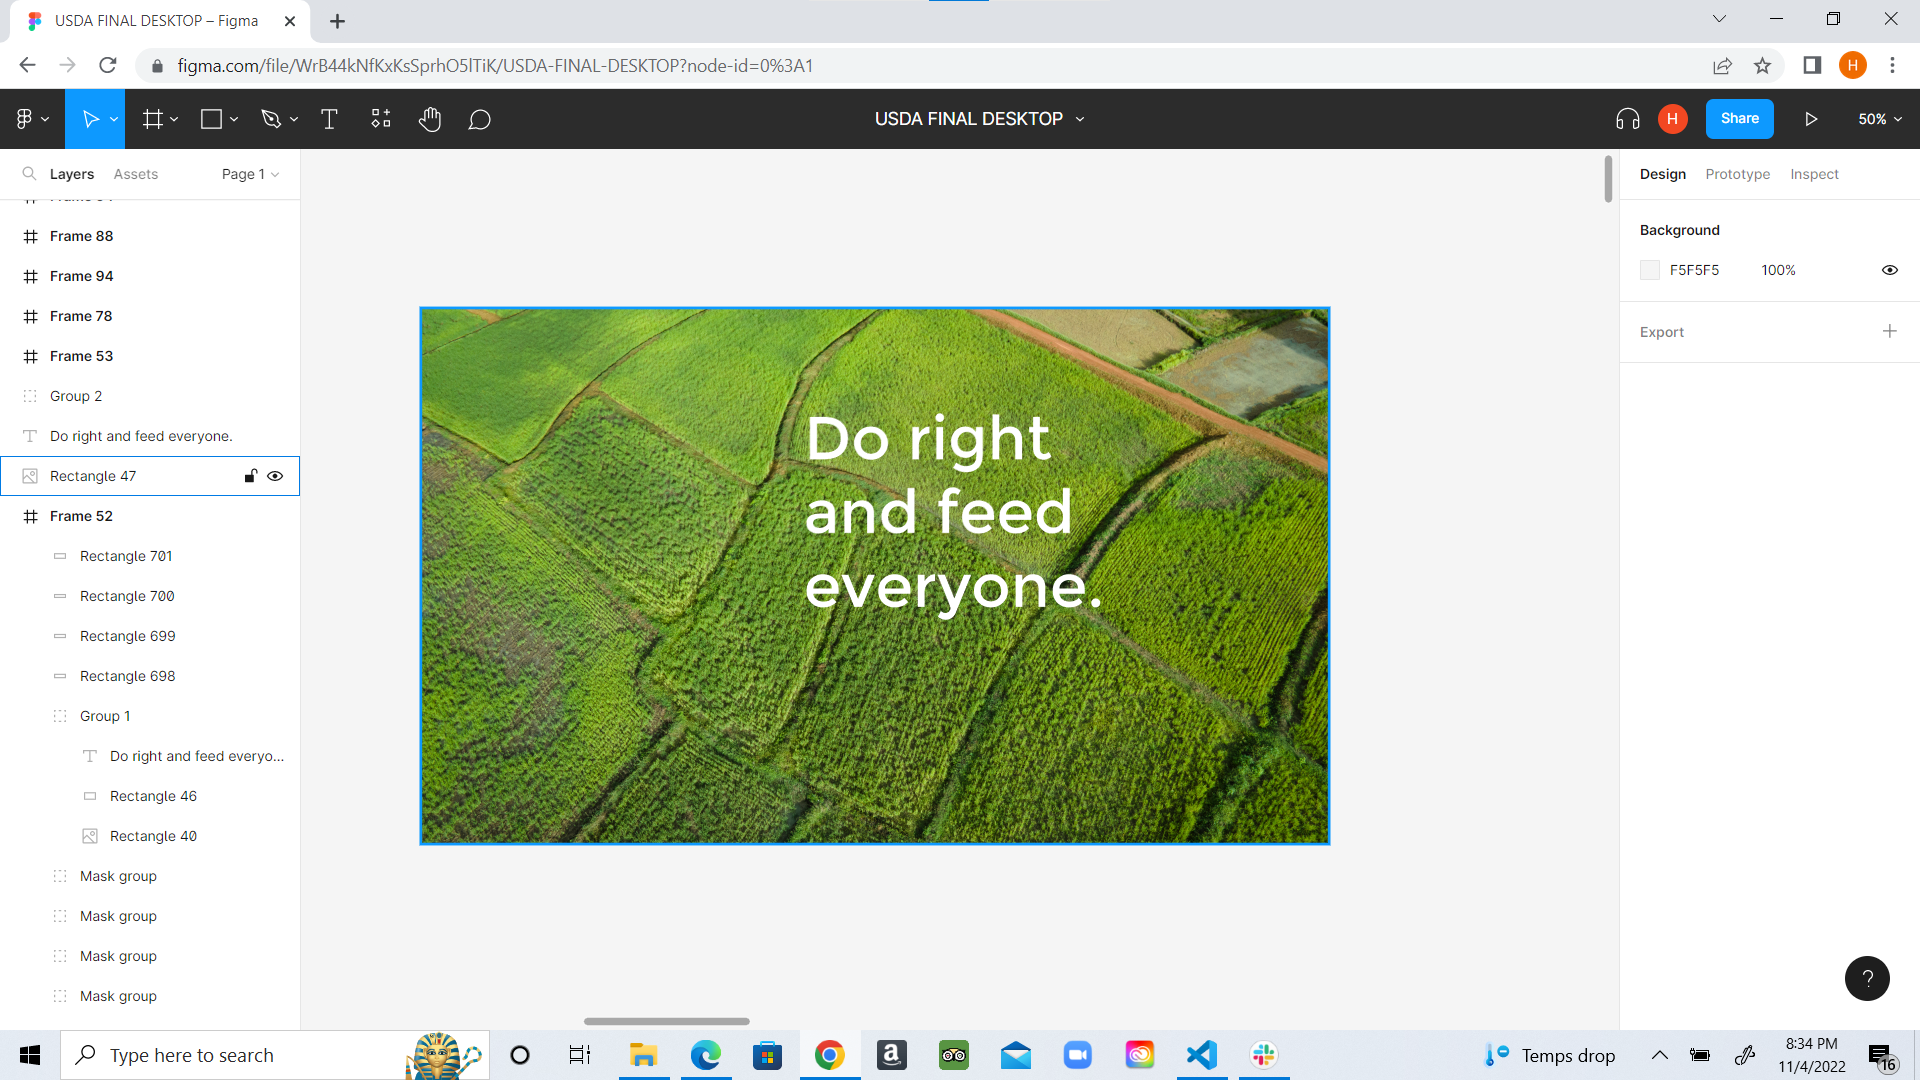 USDA FINAL DESKTOP – Figma
figma.com/file/WrB44kNfKxKsSprhO5lTiK/USDA-FINAL-DESKTOP?node-id=0%3A1
H
USDA FINAL DESKTOP
H
Share
50%
Layers
Assets
Page 1
Frame 88
Frame 94
Frame 78
Frame 53
Group 2
Do right and feed everyone.
Rectangle 47
Frame 52
Rectangle 701
Rectangle 700
Rectangle 699
Rectangle 698
Group 1
Do right and feed everyo...
Rectangle 46
Rectangle 40
Mask group
Mask group
Mask group
Mask group
Do right
and feed
everyone.
Design
Prototype
Inspect
Background
F5F5F5
100%
Export
?
Type here to search
a
Temps drop
8:34 PM
11/4/2022
16